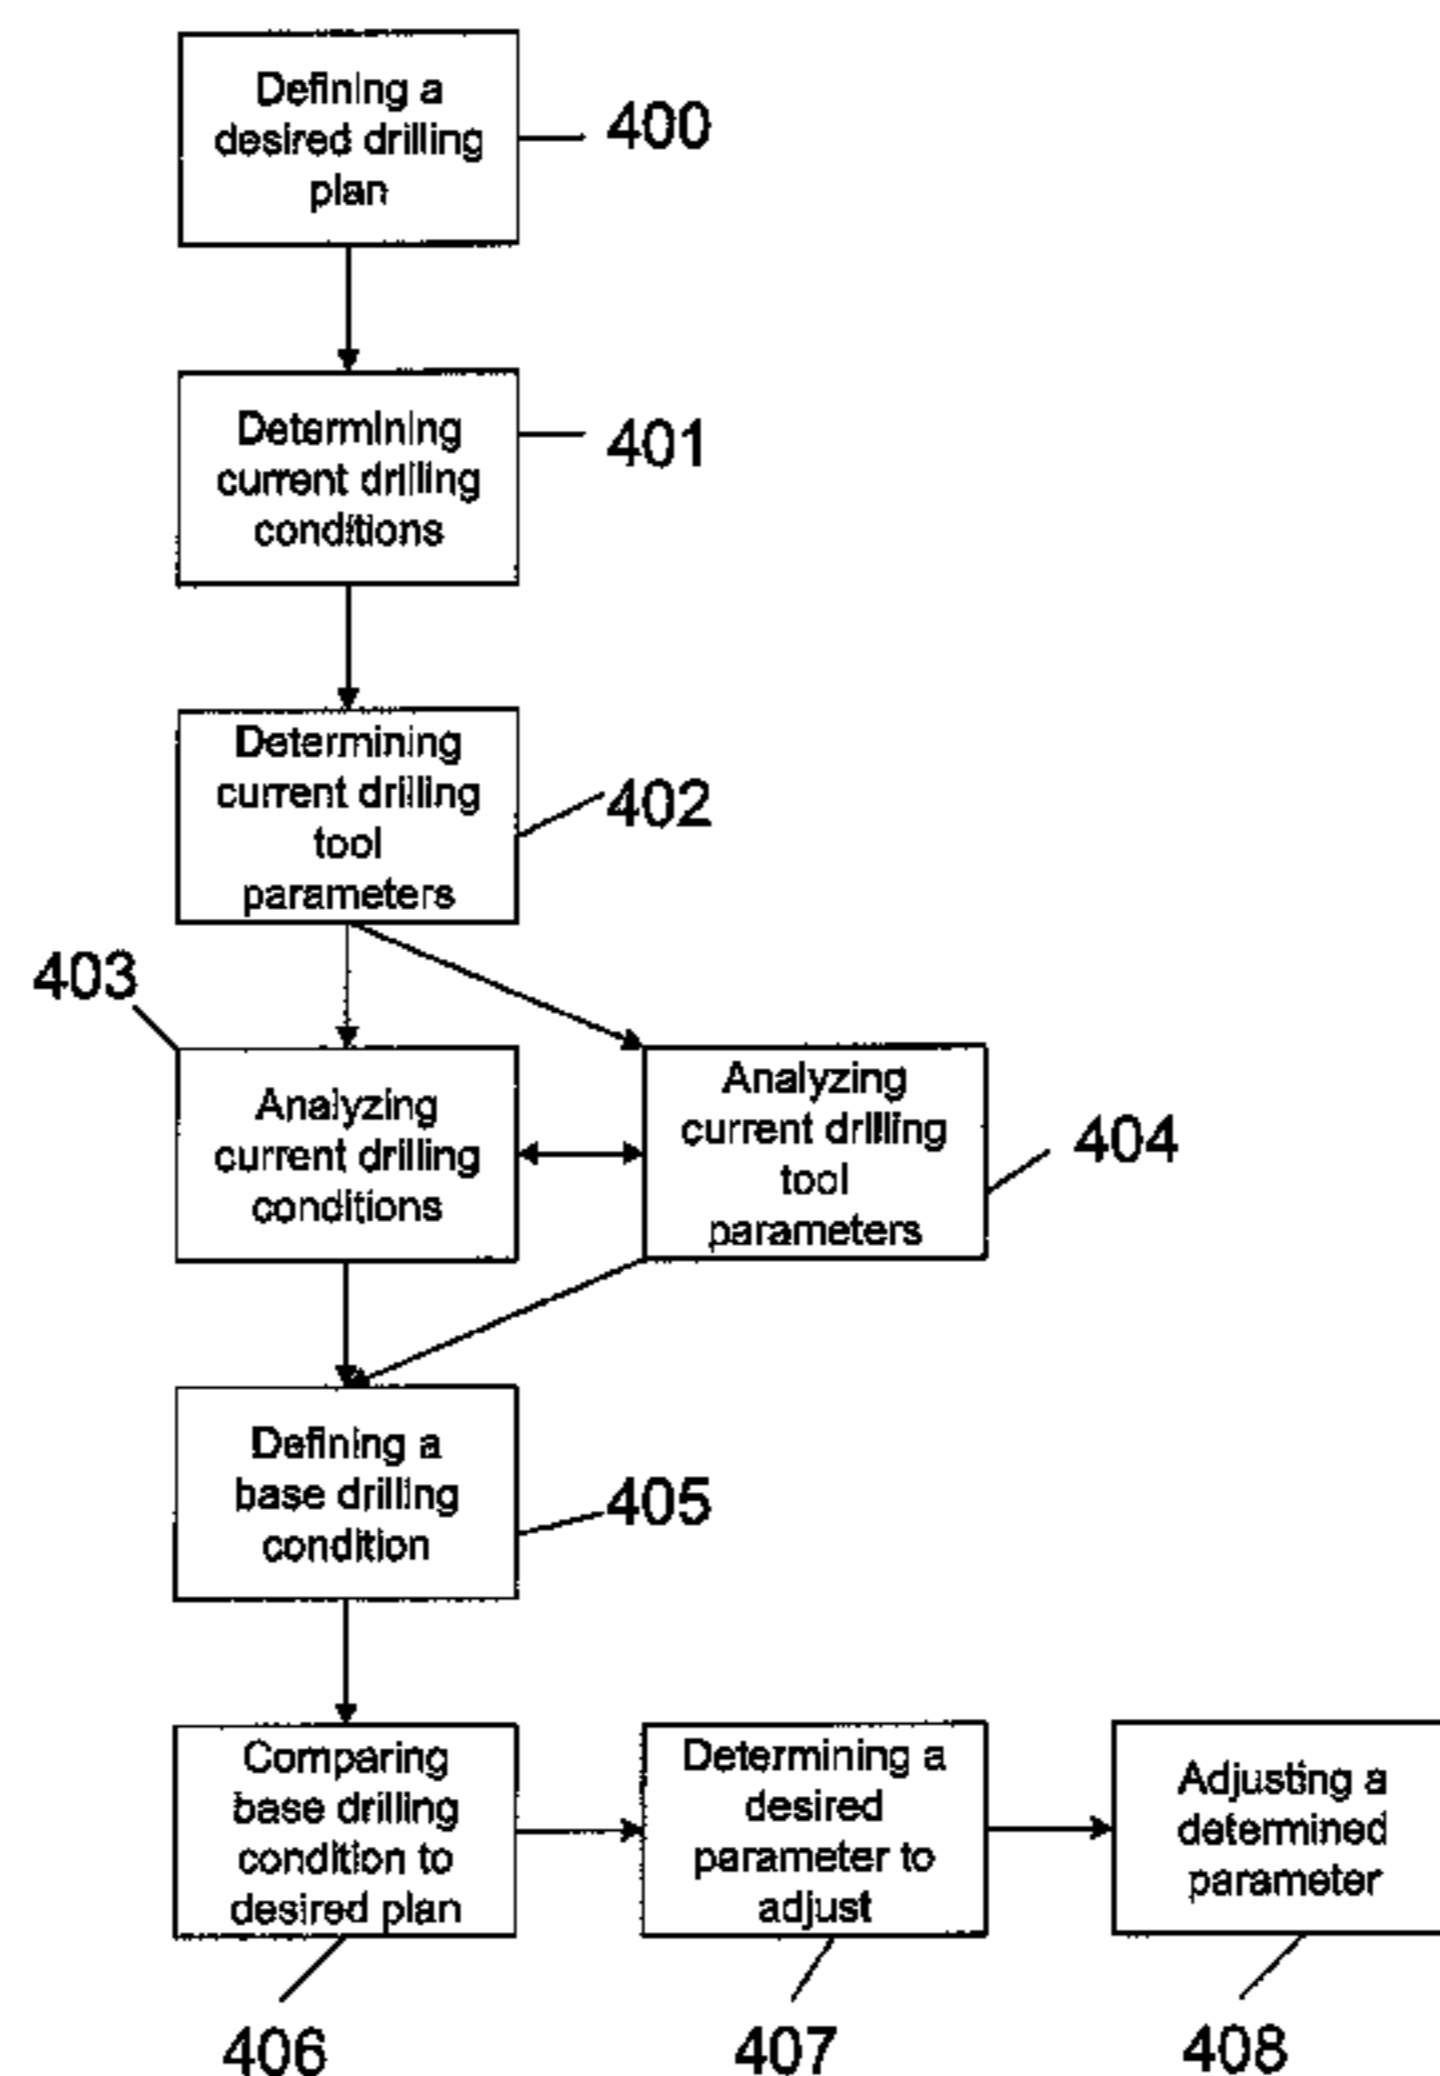 Defining a
desired drilling
plan
400
Determining
current drilling
conditions
401
Determining
current drilling
tool
parameters
402
403
Analyzing
current drilling
conditions
Analyzing
current drilling
tool
parameters
404
Defining a
base drilling
condition
405
Comparing
base drilling
condition to
desired plan
Determining a
desired
parameter to
adjust
Adjusting a
determined
parameter
406
407
408